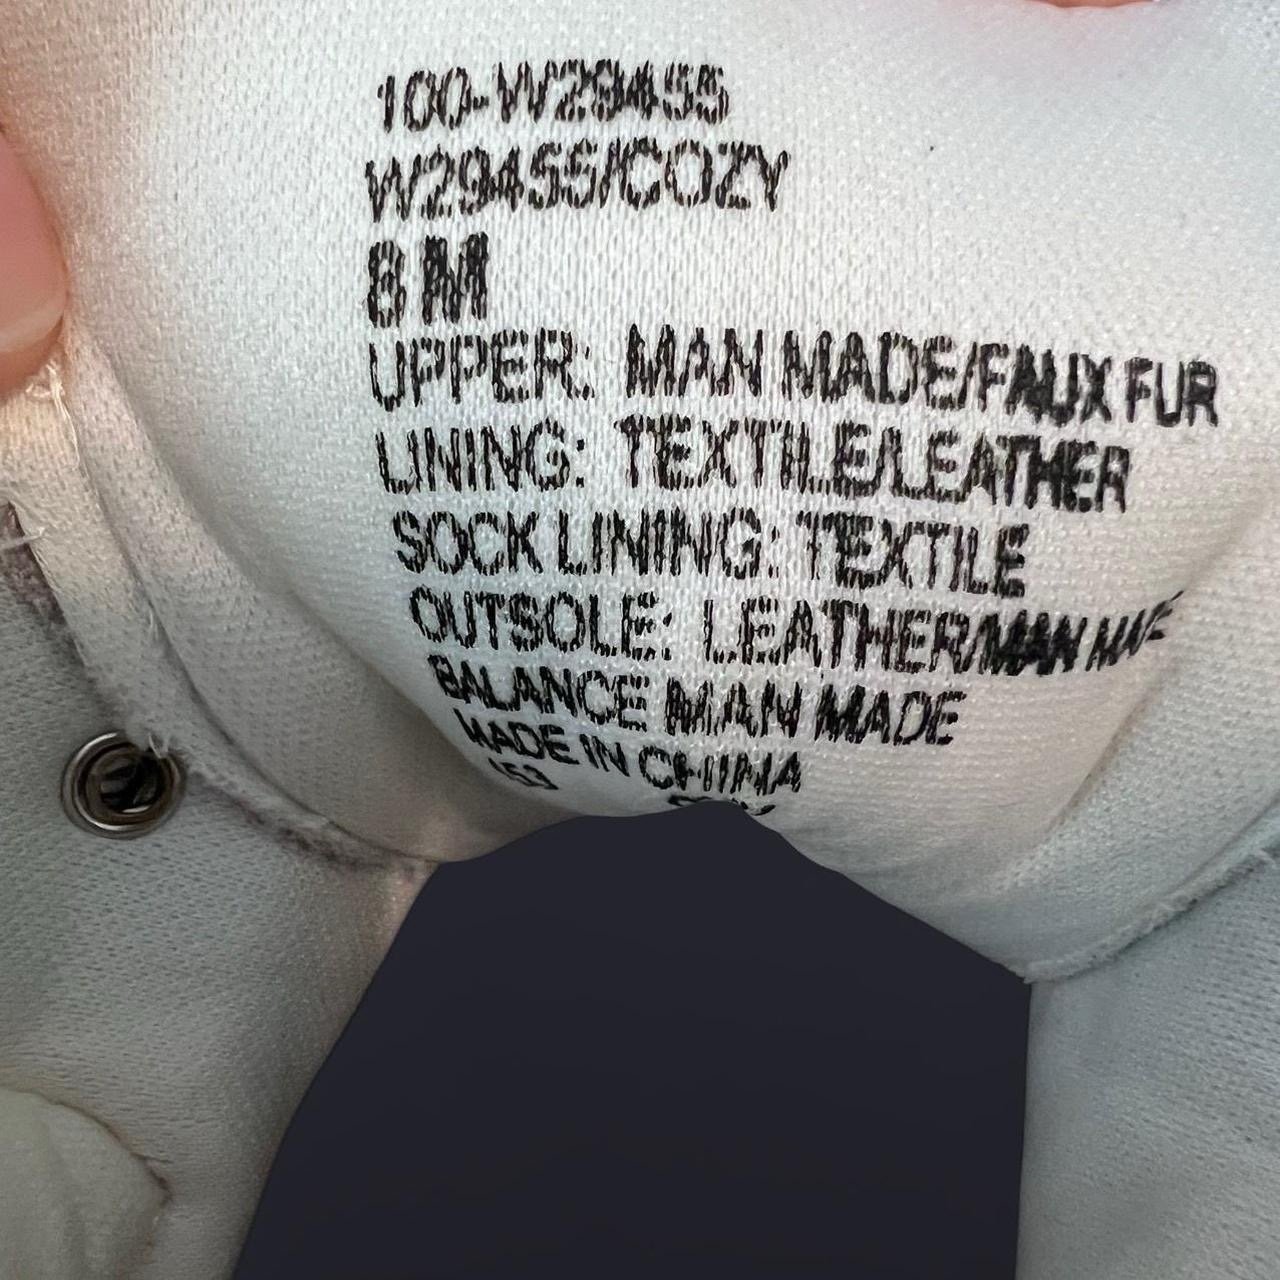 100-W29455
W29455/COZY
8 M
UPPER: MAN MADE/FAUX FUR
LINING: TEXTILE/LEATHER
SOCK LINING: TEXTILE
OUTSOLE: LEATHER/MAN MADE
BALANCE MAN MADE
MADE IN CHINA